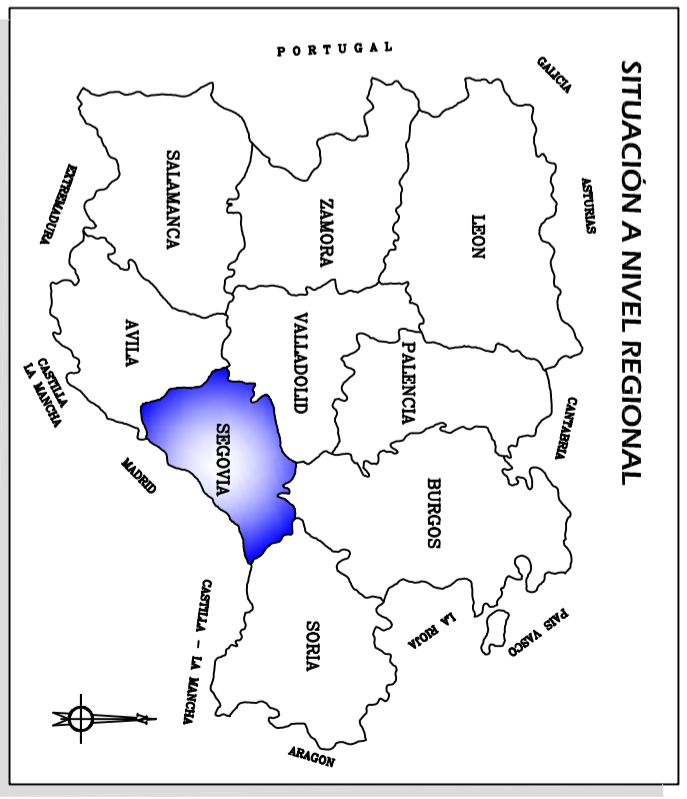 SITUACIÓN A NIVEL REGIONAL
GALICIA
ASTURIAS
CANTABRIA
PAIS VASCO
PORTUGAL
LEON
PALENCIA
BURGOS
LA RIOJA
ZAMORA
VALLADOLID
SORIA
ARAGON
SALAMANCA
SEGOVIA
AVILA
CASTILLA - LA MANCHA
MADRID
EXTREMADURA
CASTILLA
LA MANCHA
N